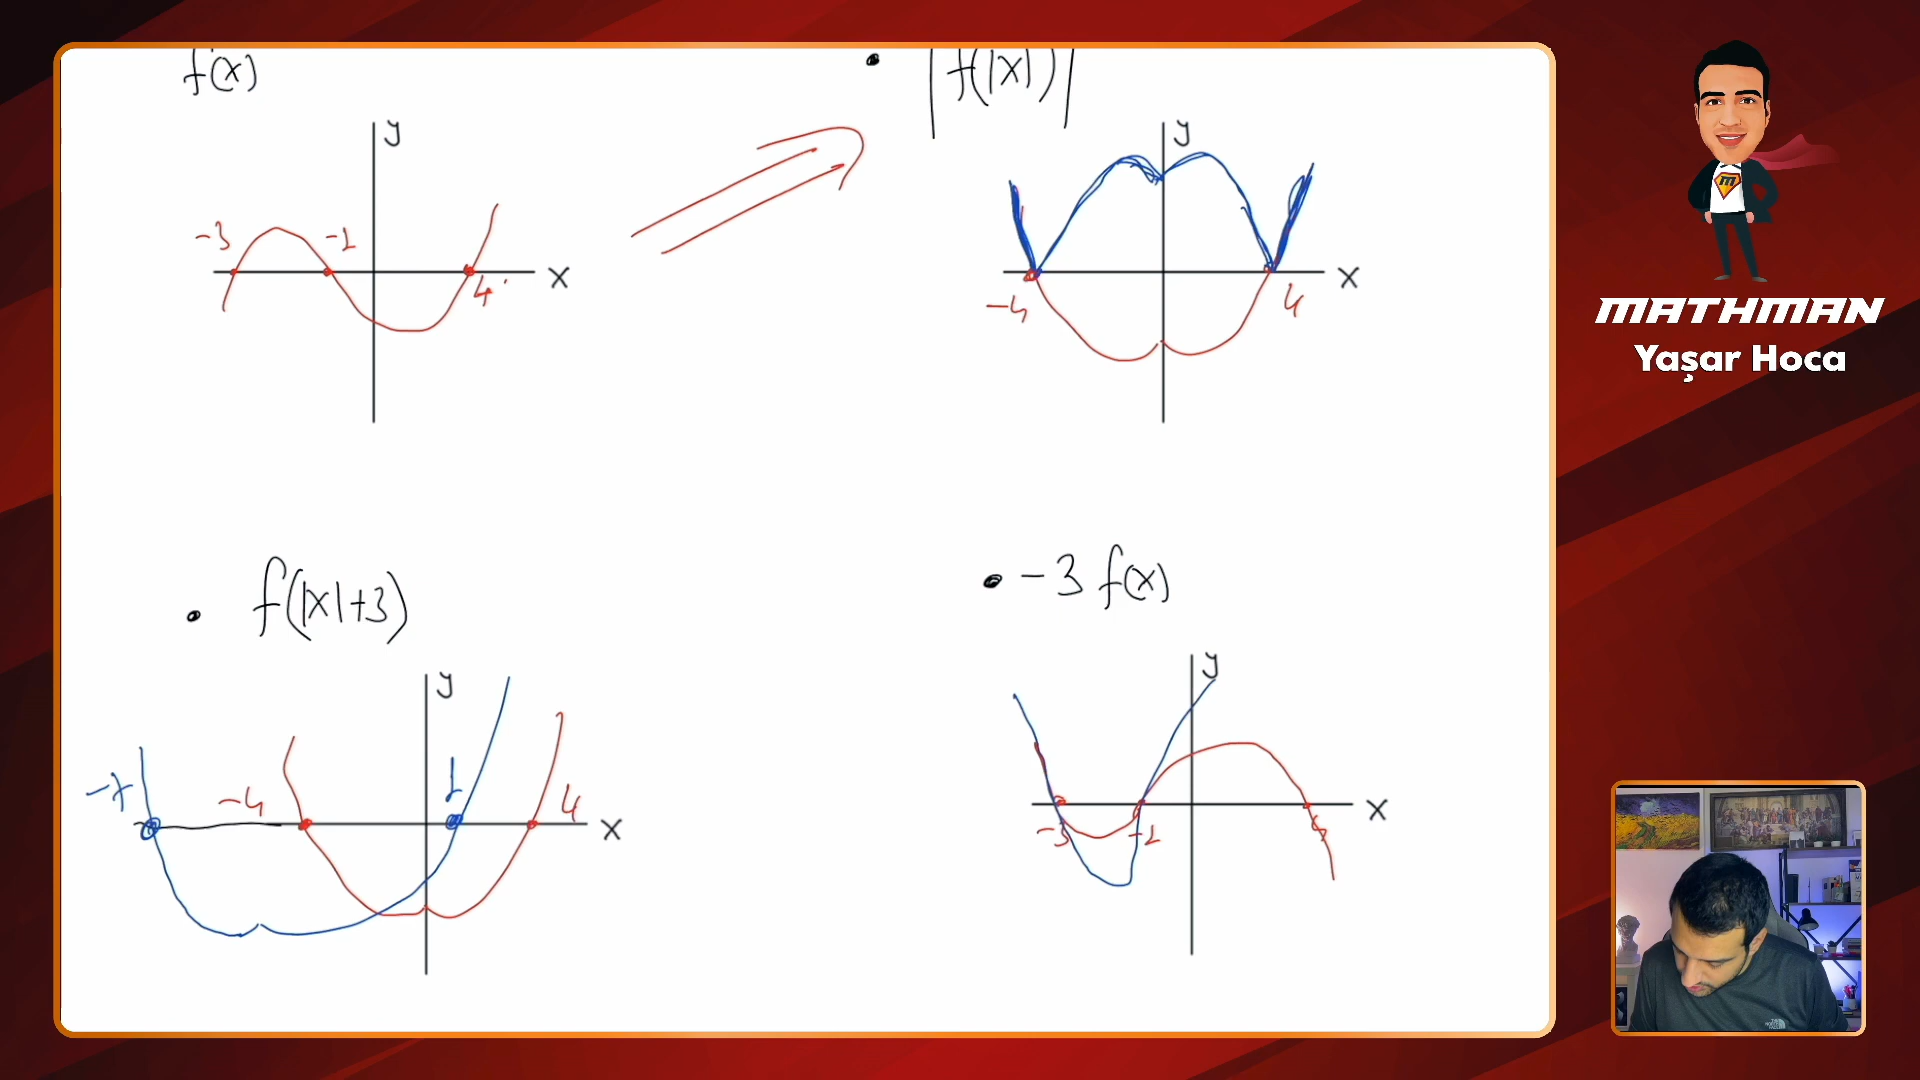 f(x)
y
-3
-1
4
x
• |f(|x|)|
y
-4
4
x
MATHMAN
Yaşar Hoca
• f(|x|+3)
y
-7
-4
1
4
x
• -3 f(x)
y
-3
-1
4
x